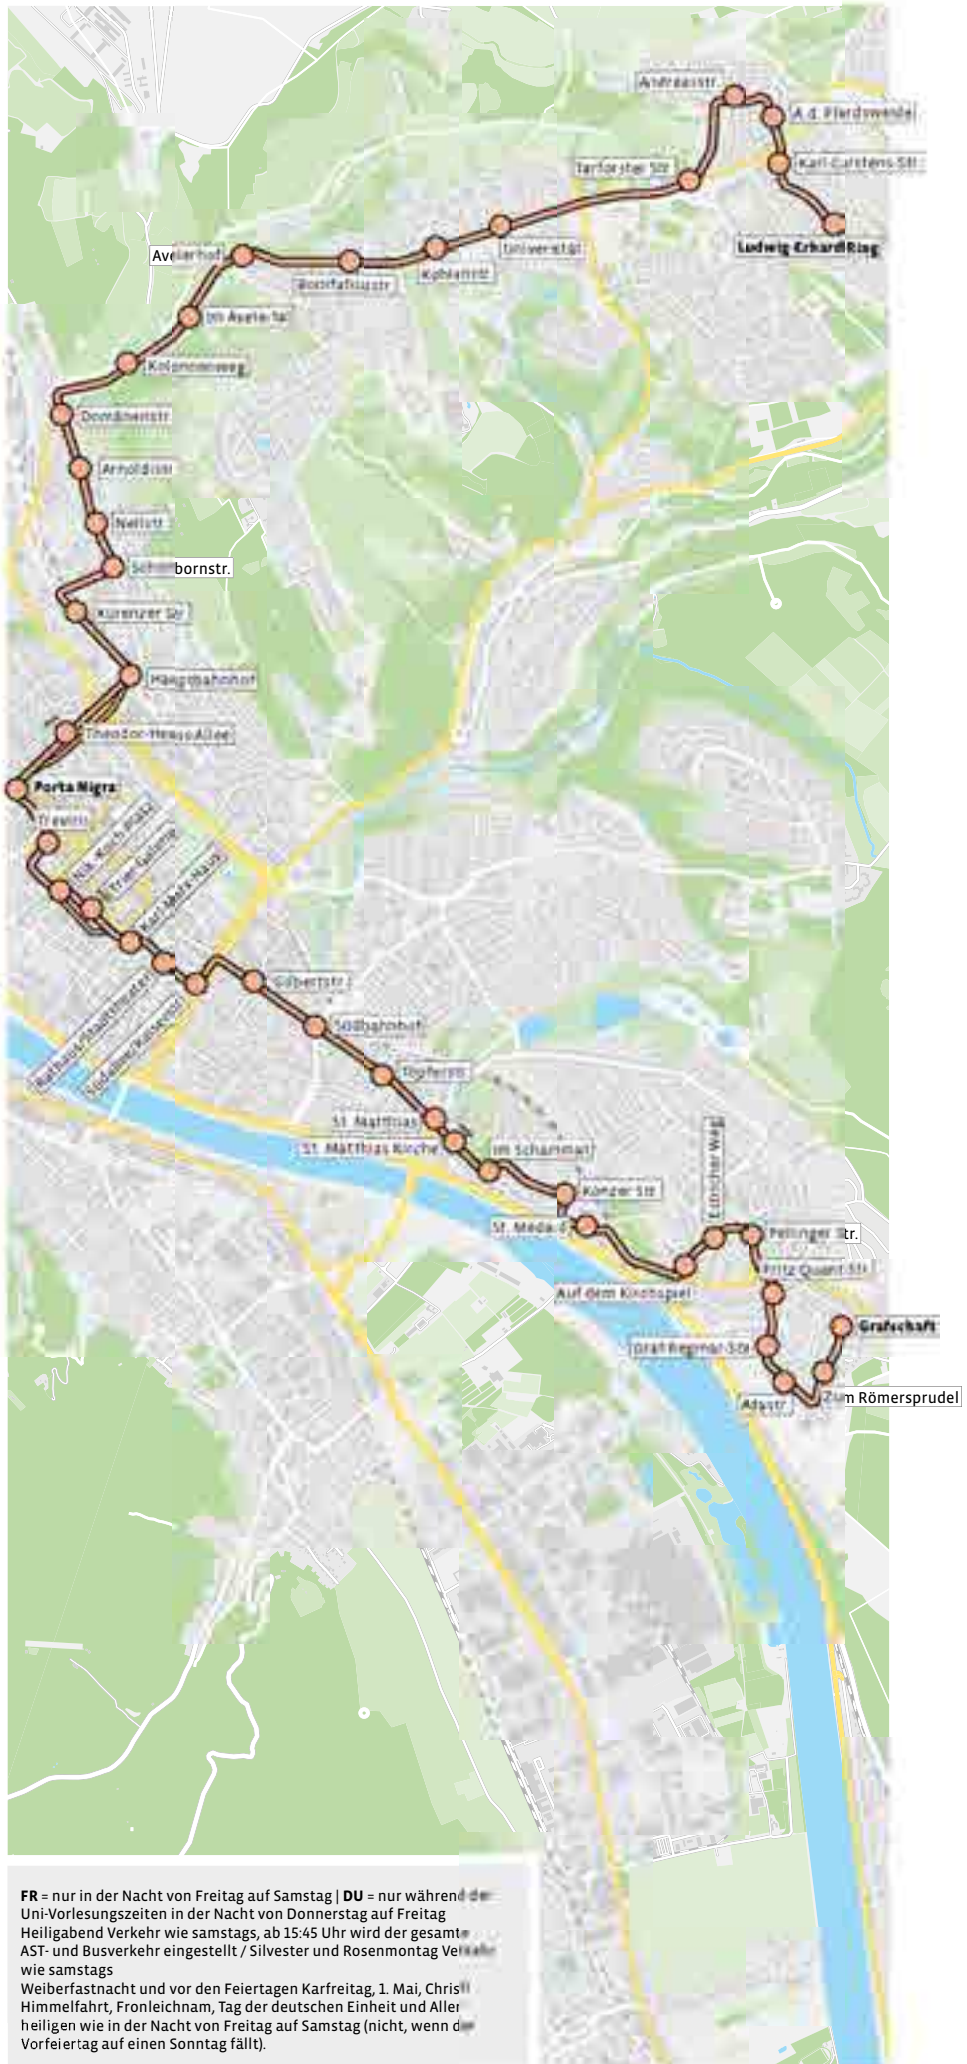 Andreasstr.
A.d. Pferdsweide
Tarforster Str.
Karl-Carstens-Str.
Universität
Ludwig-Erhard-Ring
Avelerhof
Kohlenstr.
Bonifatiusstr.
Im Avelertal
Kolonnenweg
Domänenstr.
Arnoldistr.
Nellstr.
bornstr.
Kürenzer Str.
Hauptbahnhof
Theodor-Heuss-Allee
Porta Nigra
Treviris
Nik.-Koch-Platz
Trier Galerie
Karl-Marx-Haus
Rathaus/Stadttheater
Südallee/Kaiserstr.
Gilbertstr.
Südbahnhof
Töpferstr.
St. Matthias
St. Matthias Kirche
Im Schammat
Konzer Str.
St. Medard
Auf dem Kirchspiel
Estricher Weg
Pellinger Str.
Fritz-Quant-Str.
Grafschaft
Graf-Reginar-Str.
Adastr.
Zum Römersprudel
FR = nur in der Nacht von Freitag auf Samstag | DU = nur während der
Uni-Vorlesungszeiten in der Nacht von Donnerstag auf Freitag
Heiligabend Verkehr wie samstags, ab 15:45 Uhr wird der gesamte
AST- und Busverkehr eingestellt / Silvester und Rosenmontag Verkehr
wie samstags
Weiberfastnacht und vor den Feiertagen Karfreitag, 1. Mai, Christi
Himmelfahrt, Fronleichnam, Tag der deutschen Einheit und Aller
heiligen wie in der Nacht von Freitag auf Samstag (nicht, wenn der
Vorfeiertag auf einen Sonntag fällt).